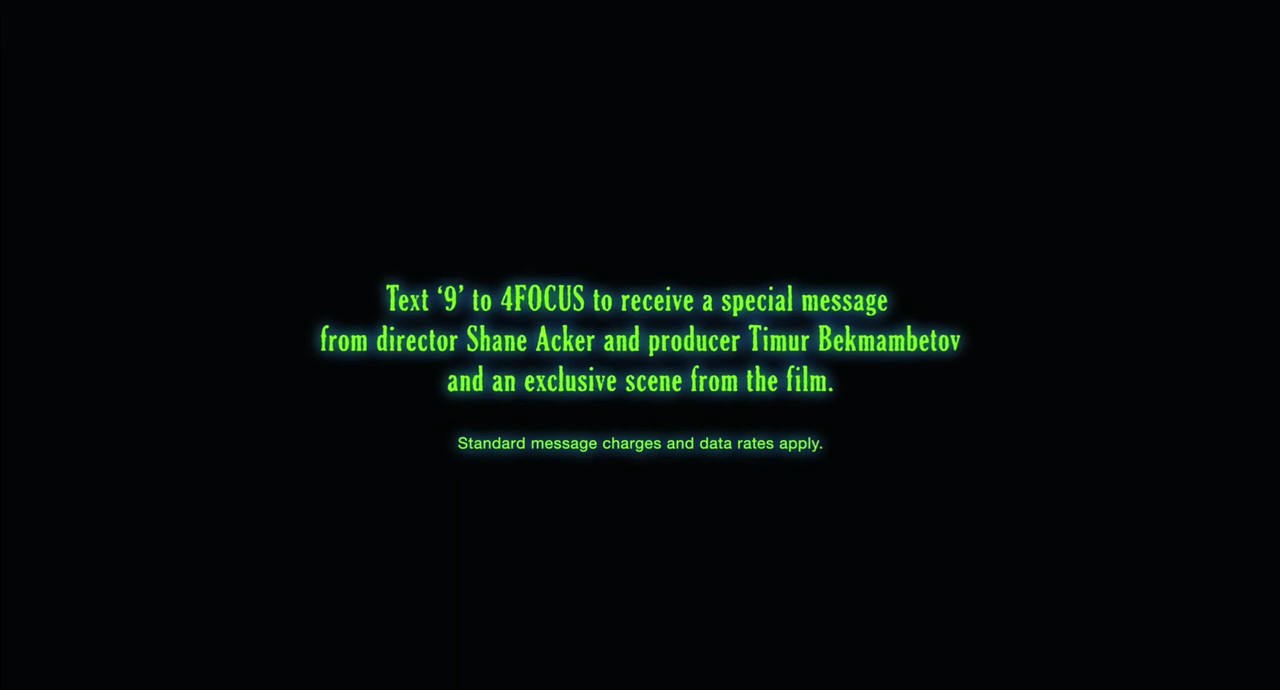 Text ‘9’ to 4FOCUS to receive a special message
from director Shane Acker and producer Timur Bekmambetov
and an exclusive scene from the film.
Standard message charges and data rates apply.